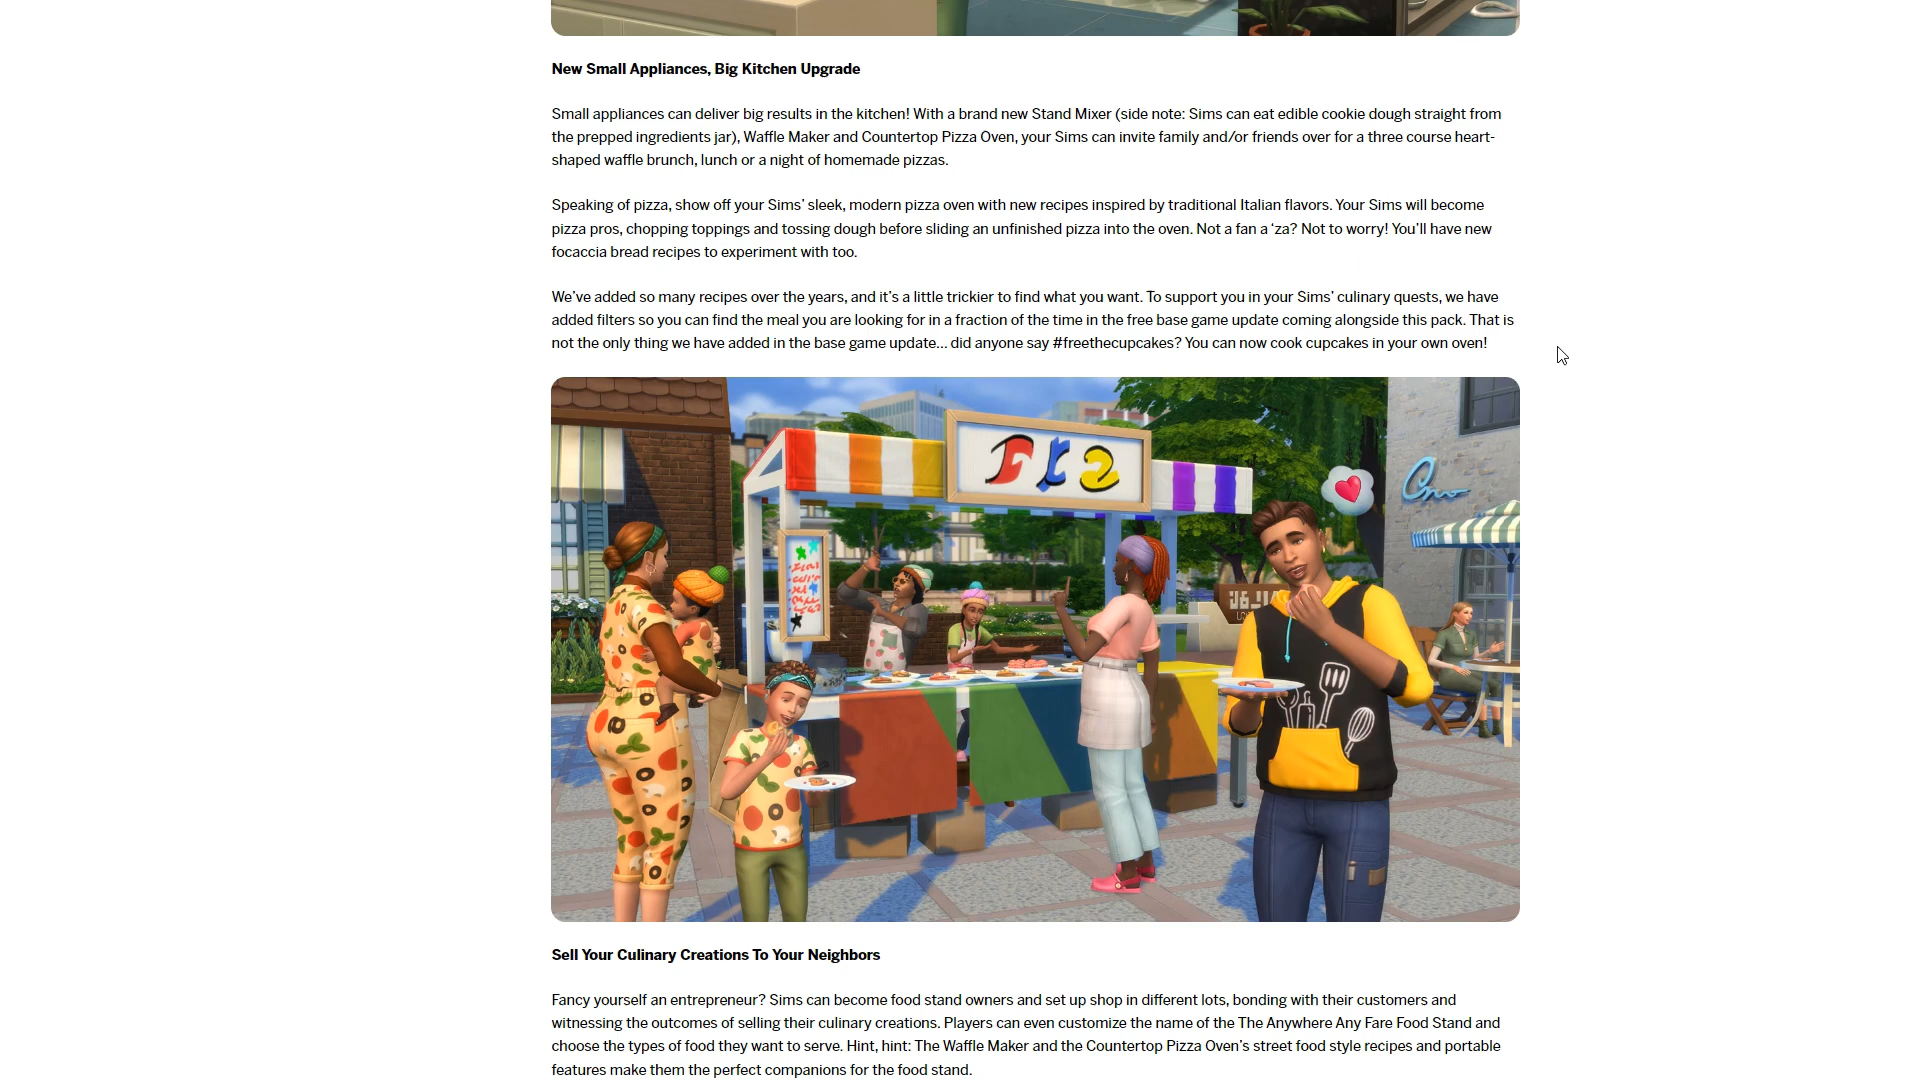 New Small Appliances, Big Kitchen Upgrade
Small appliances can deliver big results in the kitchen! With a brand new Stand Mixer (side note: Sims can eat edible cookie dough straight from
the prepped ingredients jar), Waffle Maker and Countertop Pizza Oven, your Sims can invite family and/or friends over for a three course heart-
shaped waffle brunch, lunch or a night of homemade pizzas.
Speaking of pizza, show off your Sims’ sleek, modern pizza oven with new recipes inspired by traditional Italian flavors. Your Sims will become
pizza pros, chopping toppings and tossing dough before sliding an unfinished pizza into the oven. Not a fan a ‘za? Not to worry! You’ll have new
focaccia bread recipes to experiment with too.
We’ve added so many recipes over the years, and it’s a little trickier to find what you want. To support you in your Sims’ culinary quests, we have
added filters so you can find the meal you are looking for in a fraction of the time in the free base game update coming alongside this pack. That is
not the only thing we have added in the base game update… did anyone say #freethecupcakes? You can now cook cupcakes in your own oven!
Sell Your Culinary Creations To Your Neighbors
Fancy yourself an entrepreneur? Sims can become food stand owners and set up shop in different lots, bonding with their customers and
witnessing the outcomes of selling their culinary creations. Players can even customize the name of the The Anywhere Any Fare Food Stand and
choose the types of food they want to serve. Hint, hint: The Waffle Maker and the Countertop Pizza Oven’s street food style recipes and portable
features make them the perfect companions for the food stand.